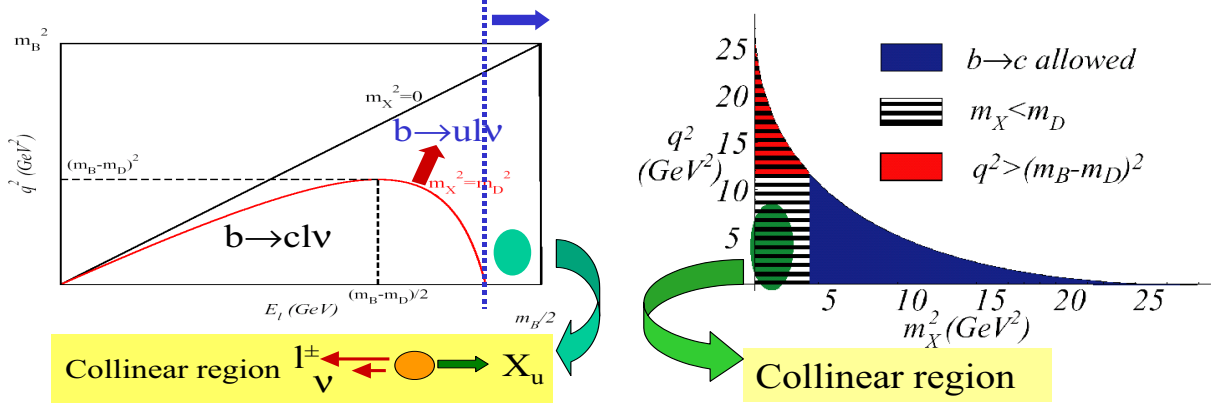 m_B^2
m_X^2=0
b→ulν
(m_B-m_D)^2
q^2 (GeV^2)
m_X^2=m_D^2
b→clν
(m_B-m_D)/2
E_l (GeV)
m_B/2
Collinear region l^± ν X_u
25
20
15
10
5
q^2
(GeV^2)
b→c allowed
m_X<m_D
q^2>(m_B-m_D)^2
5 10 15 20 25
m_X^2 (GeV^2)
Collinear region